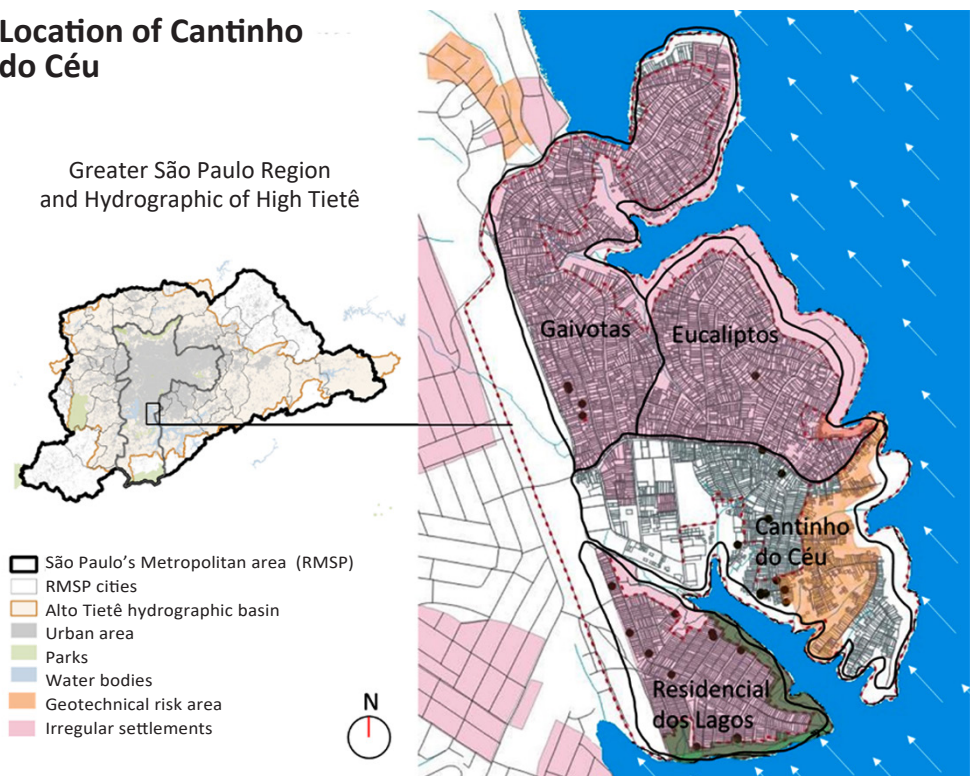 Location of Cantinho
do Céu
Greater São Paulo Region
and Hydrographic of High Tietê
São Paulo's Metropolitan area (RMSP)
RMSP cities
Alto Tietê hydrographic basin
Urban area
Parks
Water bodies
Geotechnical risk area
Irregular settlements
N
Gaivotas
Eucaliptos
Cantinho
do Céu
Residencial
dos Lagos